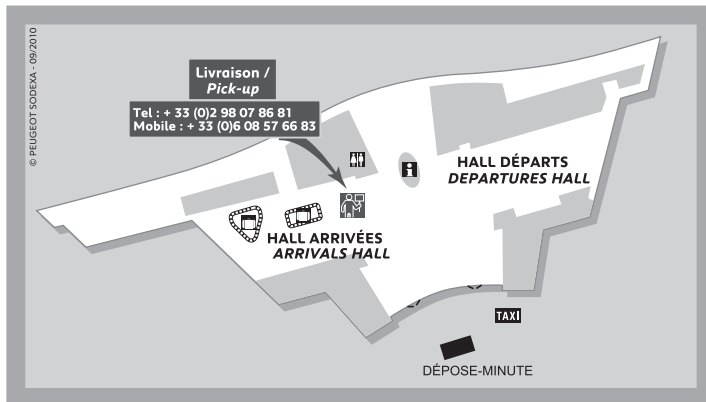 © PEUGEOT SODEXA - 09/2010
Livraison /
Pick-up
Tel : + 33 (0)2 98 07 86 81
Mobile : + 33 (0)6 08 57 66 83
i
HALL DÉPARTS
DEPARTURES HALL
HALL ARRIVÉES
ARRIVALS HALL
TAXI
DÉPOSE-MINUTE